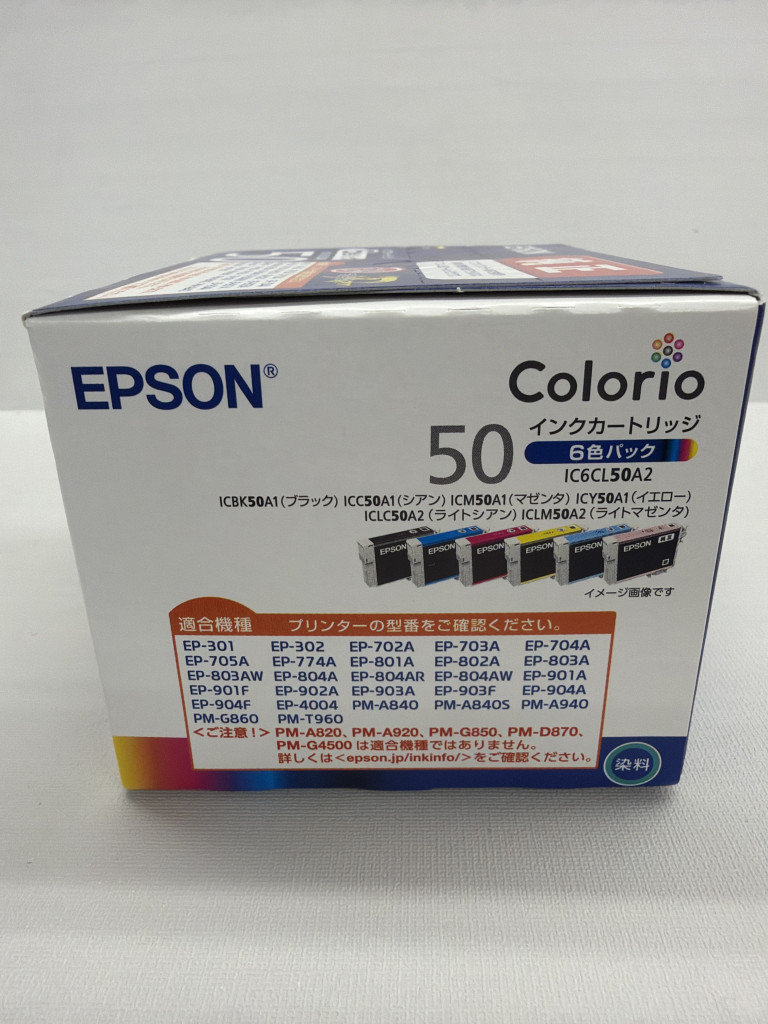 EPSON®
Colorio
インクカートリッジ
50
6色パック
IC6CL50A2
ICBK50A1(ブラック) ICC50A1(シアン) ICM50A1(マゼンタ) ICY50A1(イエロー)
ICLC50A2(ライトシアン) ICLM50A2(ライトマゼンタ)
EPSON EPSON EPSON EPSON EPSON EPSON
イメージ画像です
適合機種 プリンターの型番をご確認ください。
EP-301 EP-302 EP-702A EP-703A EP-704A
EP-705A EP-774A EP-801A EP-802A EP-803A
EP-803AW EP-804A EP-804AR EP-804AW EP-901A
EP-901F EP-902A EP-903A EP-903F EP-904A
EP-904F EP-4004 PM-A840 PM-A840S PM-A940
PM-G860 PM-T960
<ご注意!> PM-A820、PM-A920、PM-G850、PM-D870、
PM-G4500 は適合機種ではありません。
詳しくは<epson.jp/inkinfo/>をご確認ください。
染料